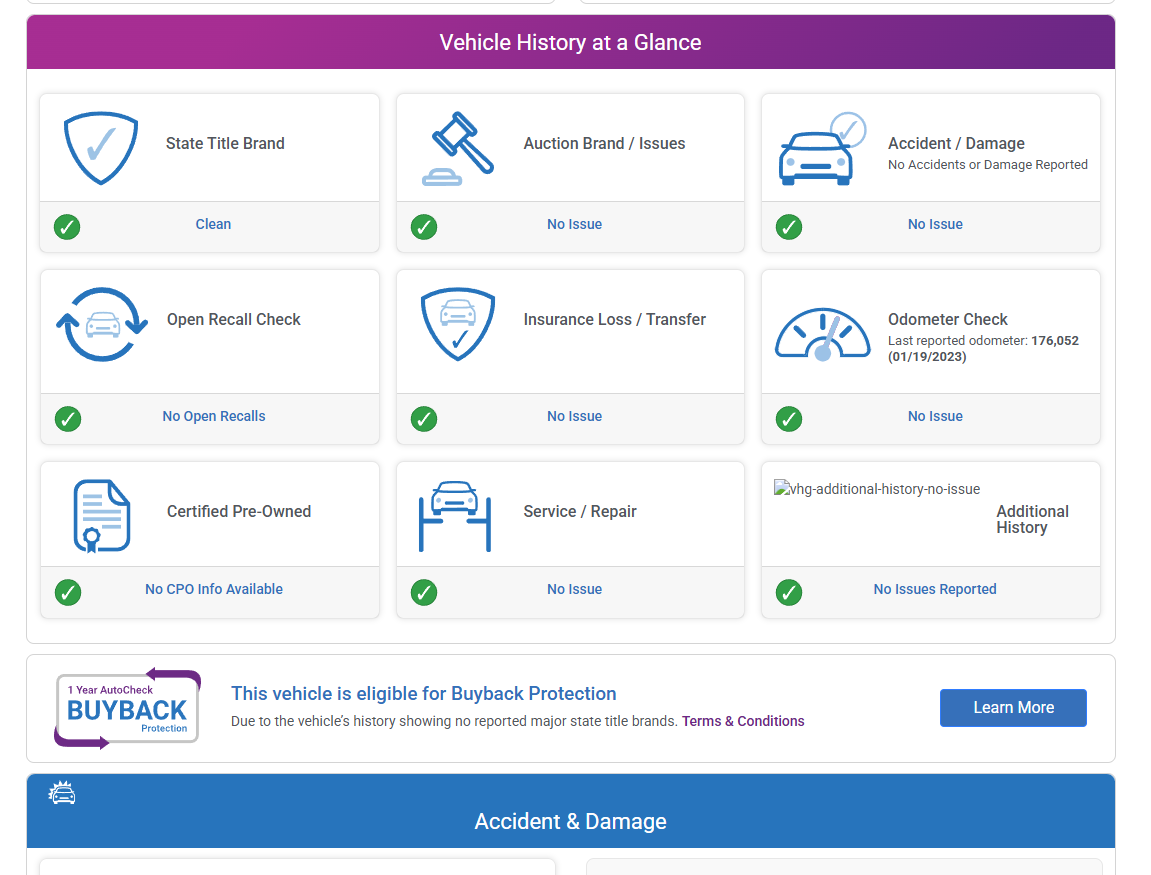 Vehicle History at a Glance
State Title Brand
Clean
Auction Brand / Issues
No Issue
Accident / Damage
No Accidents or Damage Reported
No Issue
Open Recall Check
No Open Recalls
Insurance Loss / Transfer
No Issue
Odometer Check
Last reported odometer: 176,052
(01/19/2023)
No Issue
Certified Pre-Owned
No CPO Info Available
Service / Repair
No Issue
vhg-additional-history-no-issue
Additional
History
No Issues Reported
1 Year AutoCheck
BUYBACK
Protection
This vehicle is eligible for Buyback Protection
Due to the vehicle's history showing no reported major state title brands. Terms & Conditions
Learn More
Accident & Damage